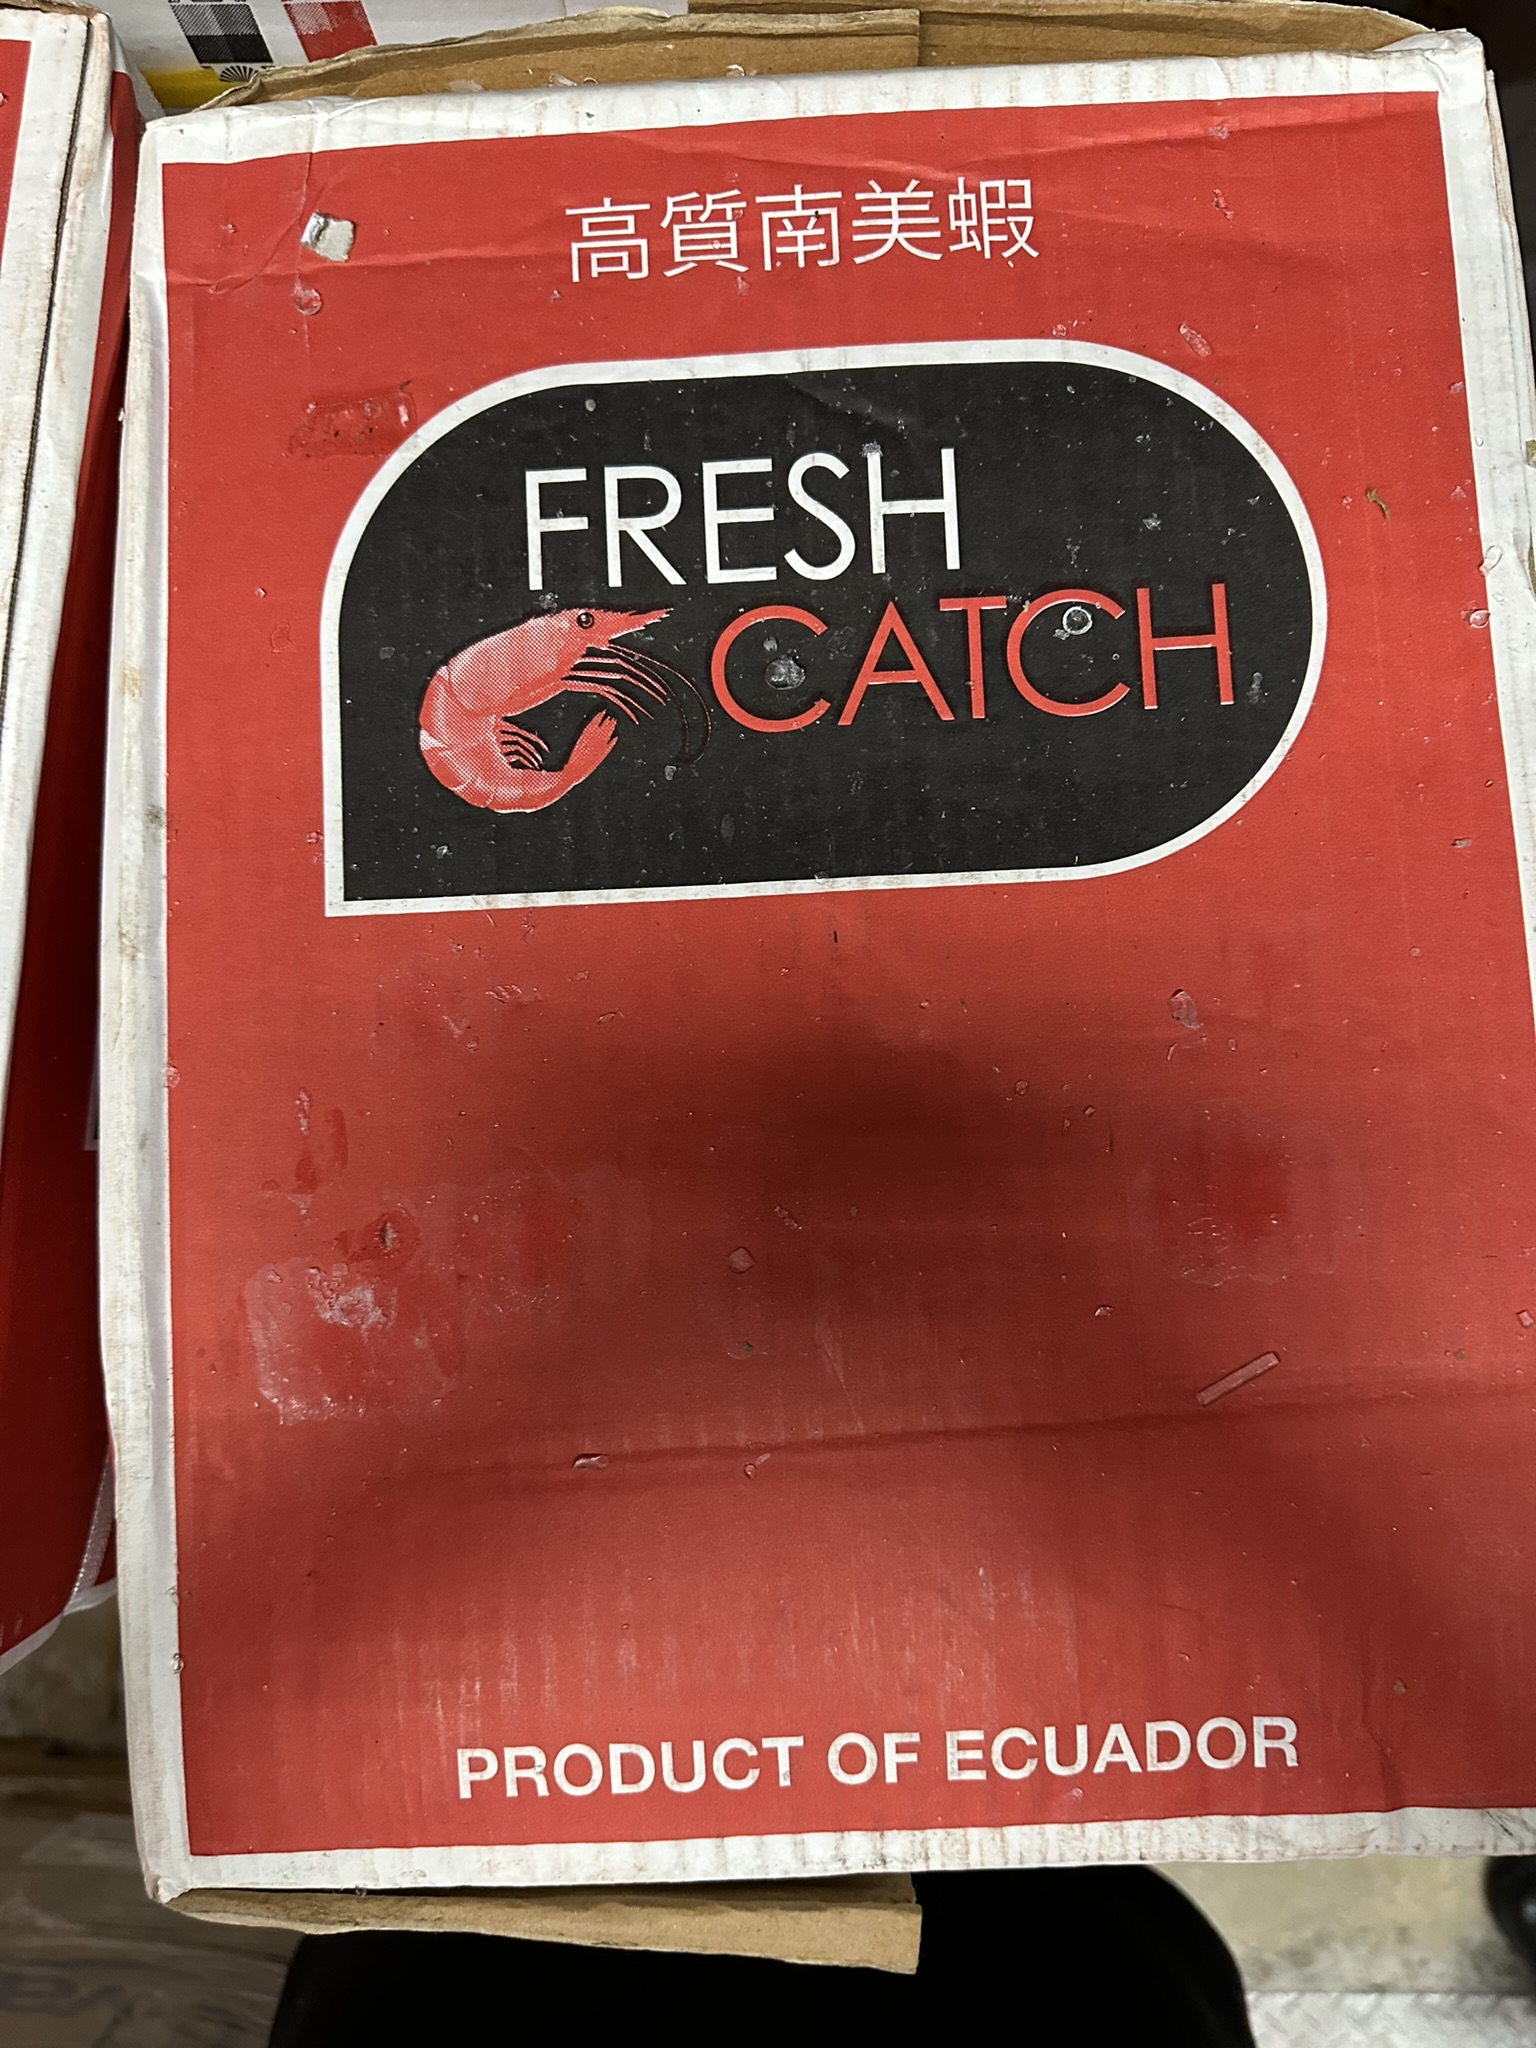 高質南美蝦
FRESH
CATCH
PRODUCT OF ECUADOR